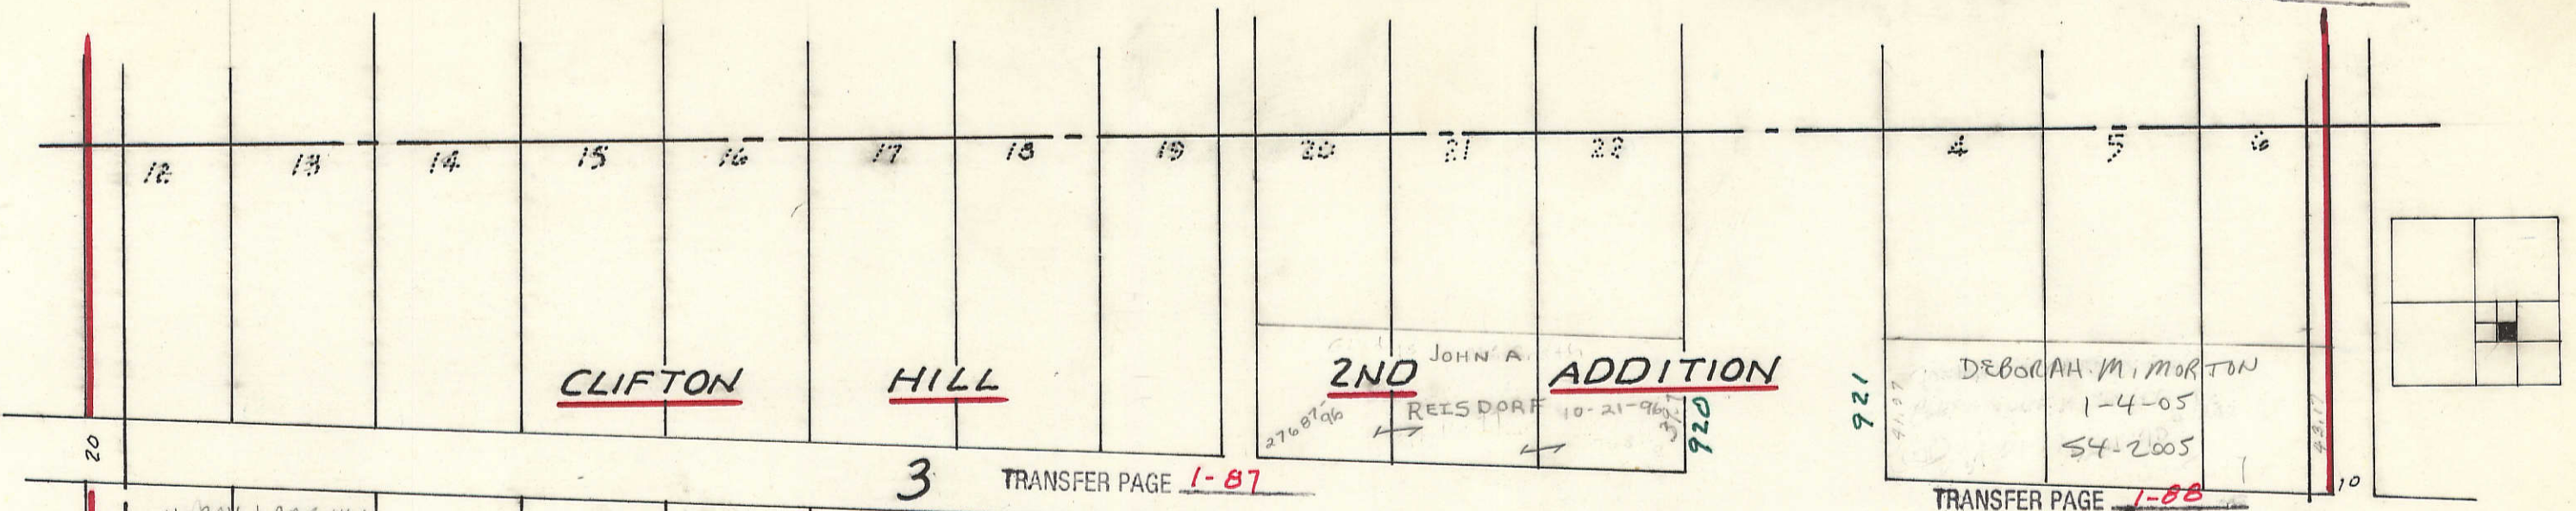 12 13 14 15 16 17 18 19 20 21 22 4 5 6
CLIFTON HILL 2ND ADDITION
JOHN A.
REISDORF 10-21-96
27687'96
920
921
DEBORAH. M. MORTON
1-4-05
54-2005
20
3
TRANSFER PAGE 1-87
TRANSFER PAGE 1-88
10